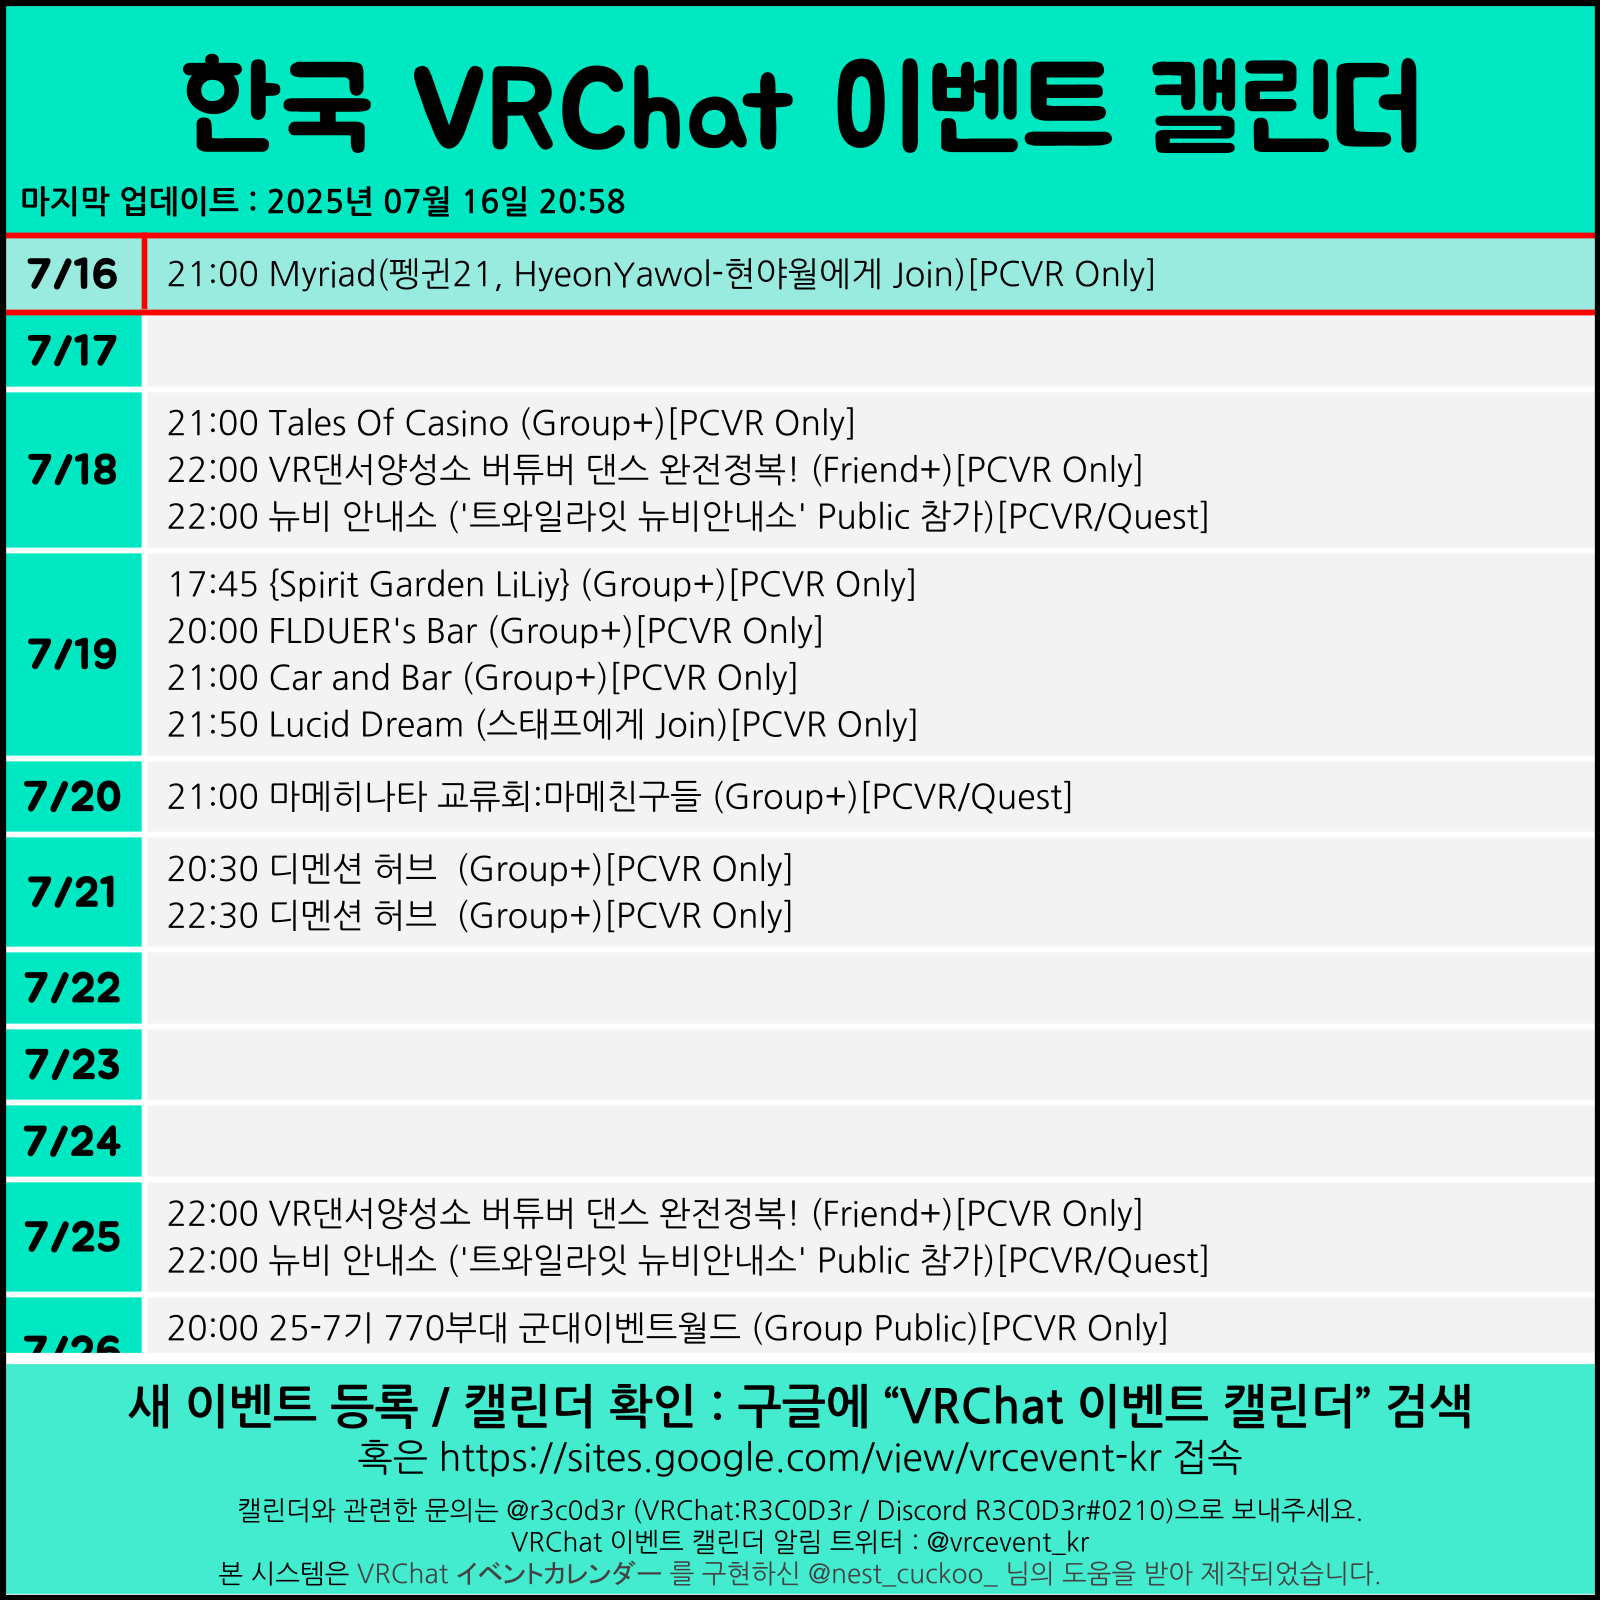 한국 VRChat 이벤트 캘린더
마지막 업데이트 : 2025년 07월 16일 20:58
7/16
21:00 Myriad(펭귄21, HyeonYawol-현야월에게 Join)[PCVR Only]
7/17
7/18
21:00 Tales Of Casino (Group+)[PCVR Only]
22:00 VR댄서양성소 버튜버 댄스 완전정복! (Friend+)[PCVR Only]
22:00 뉴비 안내소 ('트와일라잇 뉴비안내소' Public 참가)[PCVR/Quest]
7/19
17:45 {Spirit Garden LiLiy} (Group+)[PCVR Only]
20:00 FLDUER's Bar (Group+)[PCVR Only]
21:00 Car and Bar (Group+)[PCVR Only]
21:50 Lucid Dream (스태프에게 Join)[PCVR Only]
7/20
21:00 마메히나타 교류회:마메친구들 (Group+)[PCVR/Quest]
7/21
20:30 디멘션 허브  (Group+)[PCVR Only]
22:30 디멘션 허브  (Group+)[PCVR Only]
7/22
7/23
7/24
7/25
22:00 VR댄서양성소 버튜버 댄스 완전정복! (Friend+)[PCVR Only]
22:00 뉴비 안내소 ('트와일라잇 뉴비안내소' Public 참가)[PCVR/Quest]
7/26
20:00 25-7기 770부대 군대이벤트월드 (Group Public)[PCVR Only]
새 이벤트 등록 / 캘린더 확인 : 구글에 “VRChat 이벤트 캘린더” 검색
혹은 https://sites.google.com/view/vrcevent-kr 접속
캘린더와 관련한 문의는 @r3c0d3r (VRChat:R3C0D3r / Discord R3C0D3r#0210)으로 보내주세요.
VRChat 이벤트 캘린더 알림 트위터 : @vrcevent_kr
본 시스템은 VRChat イベントカレンダー 를 구현하신 @nest_cuckoo_ 님의 도움을 받아 제작되었습니다.